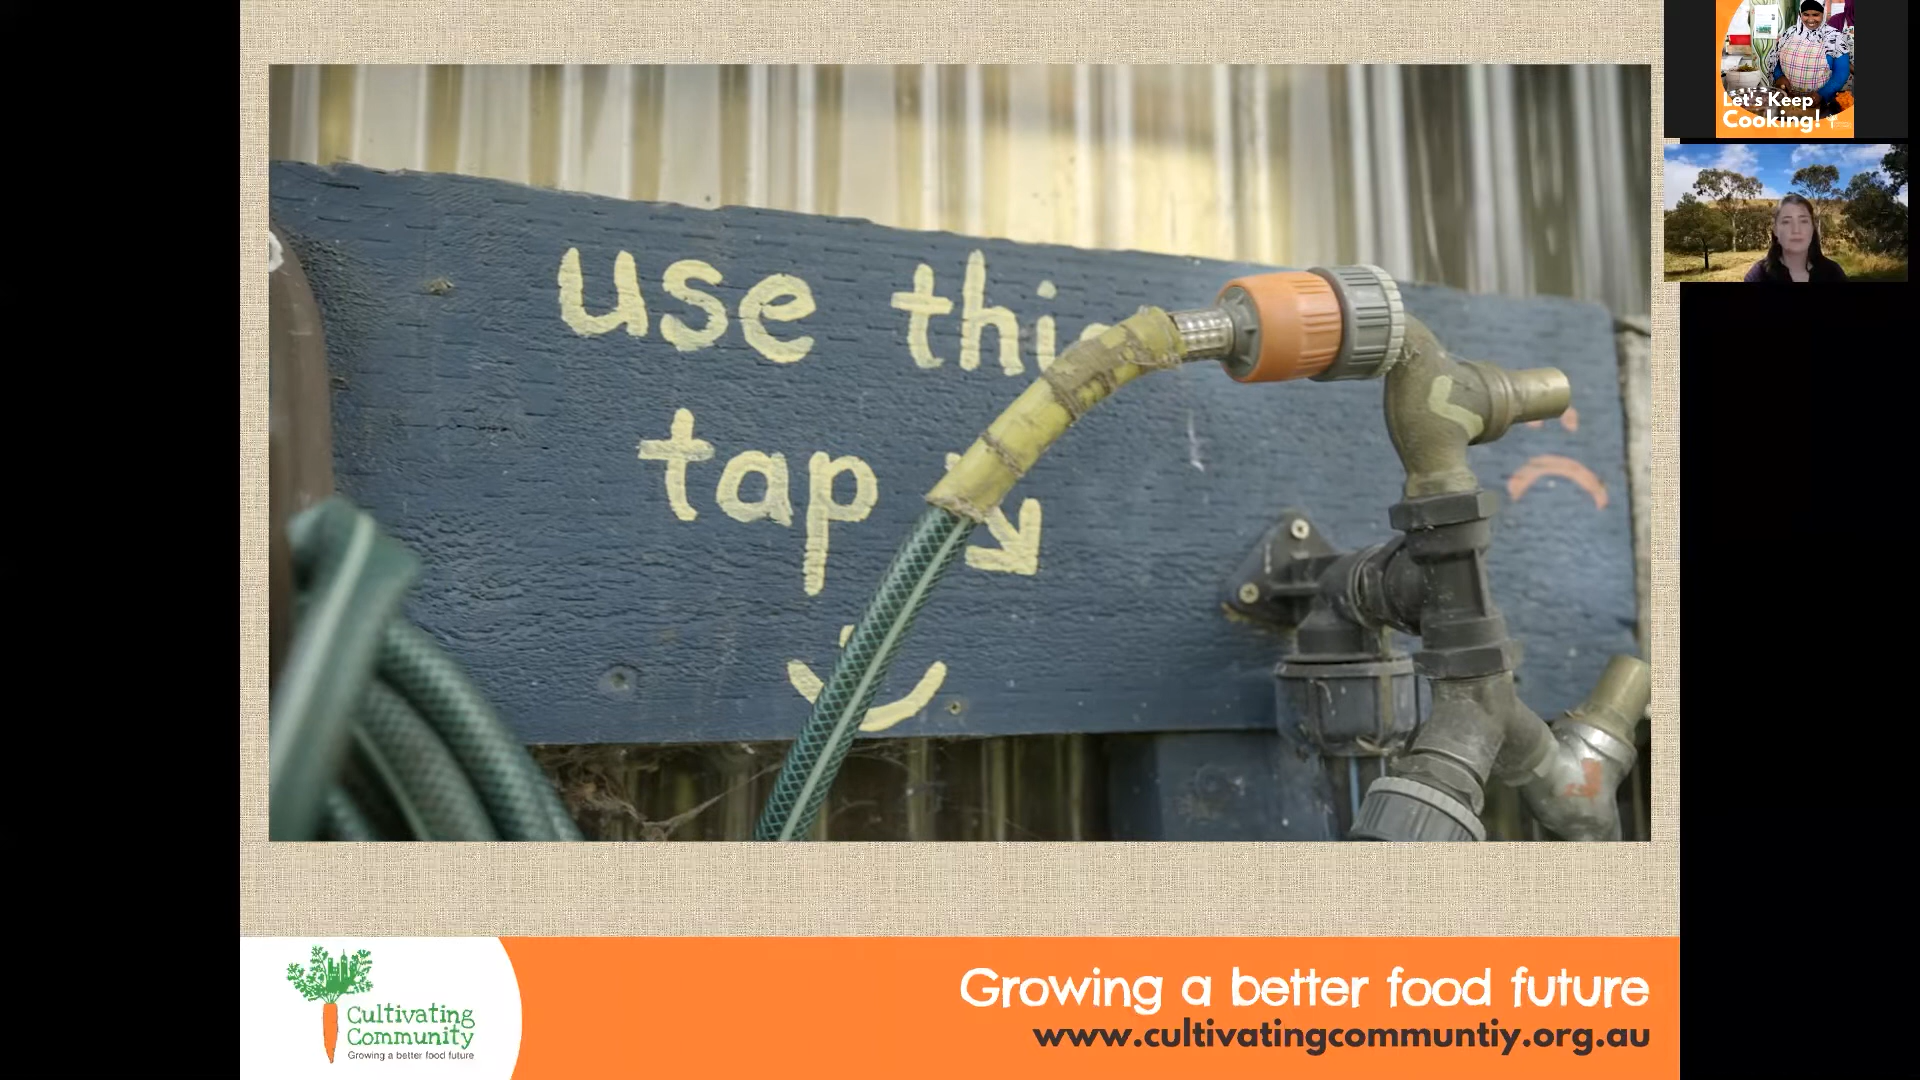 Let's Keep
Cooking!
use this
tap
Cultivating
Community
Growing a better food future
Growing a better food future
www.cultivatingcommuntiy.org.au